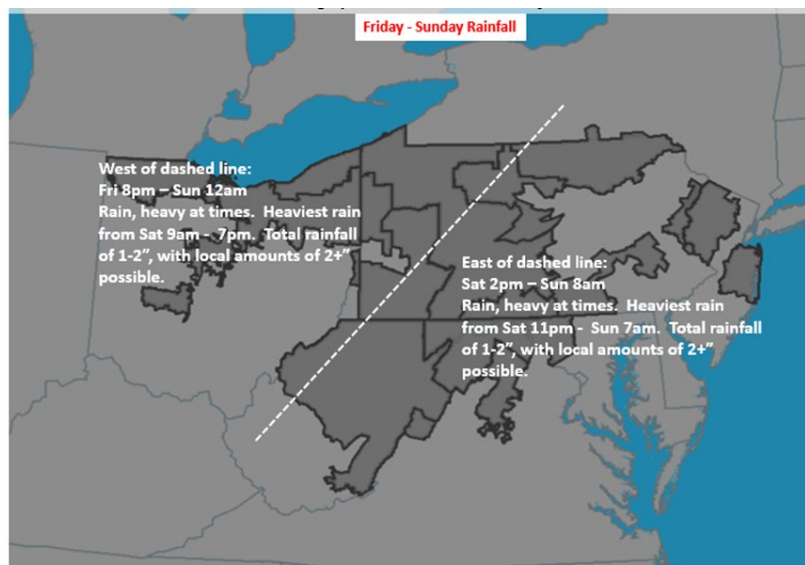 Friday - Sunday Rainfall
West of dashed line:
Fri 8pm – Sun 12am
Rain, heavy at times.  Heaviest rain
from Sat 9am -  7pm.  Total rainfall
of 1-2”, with local amounts of 2+”
possible.
East of dashed line:
Sat 2pm – Sun 8am
Rain, heavy at times.  Heaviest rain
from Sat 11pm -  Sun 7am.  Total rainfall
of 1-2”, with local amounts of 2+”
possible.